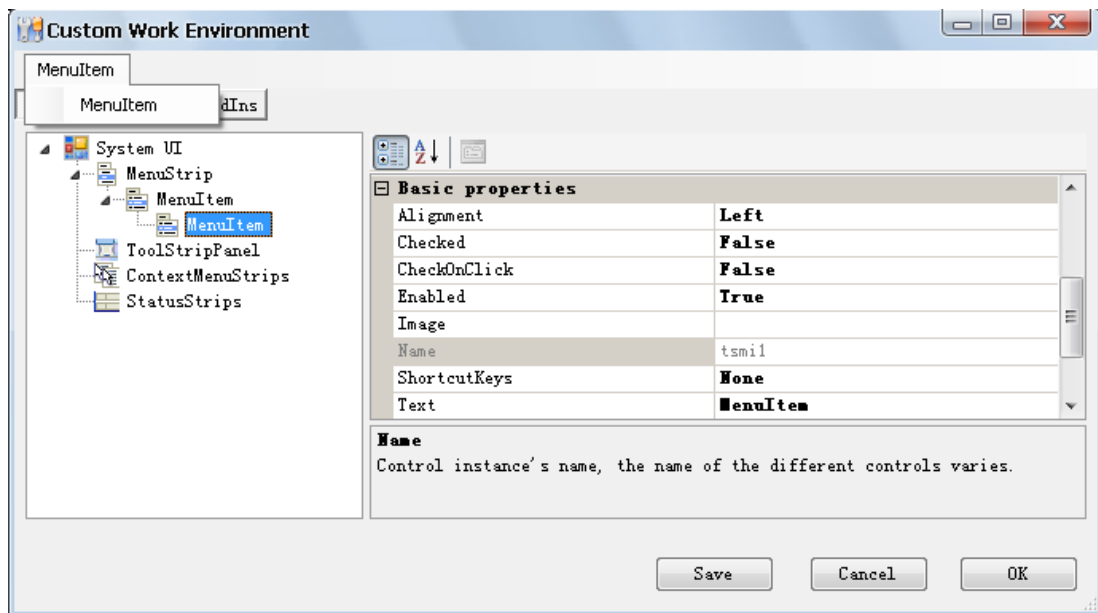 Custom Work Environment
MenuItem
MenuItem
dIns
System UI
MenuStrip
MenuItem
MenuItem
ToolStripPanel
ContextMenuStrips
StatusStrips
A
Z
Basic properties
Alignment Left
Checked False
CheckOnClick False
Enabled True
Image
Name tsmi1
ShortcutKeys None
Text MenuItem
Name
Control instance's name, the name of the different controls varies.
Save Cancel OK